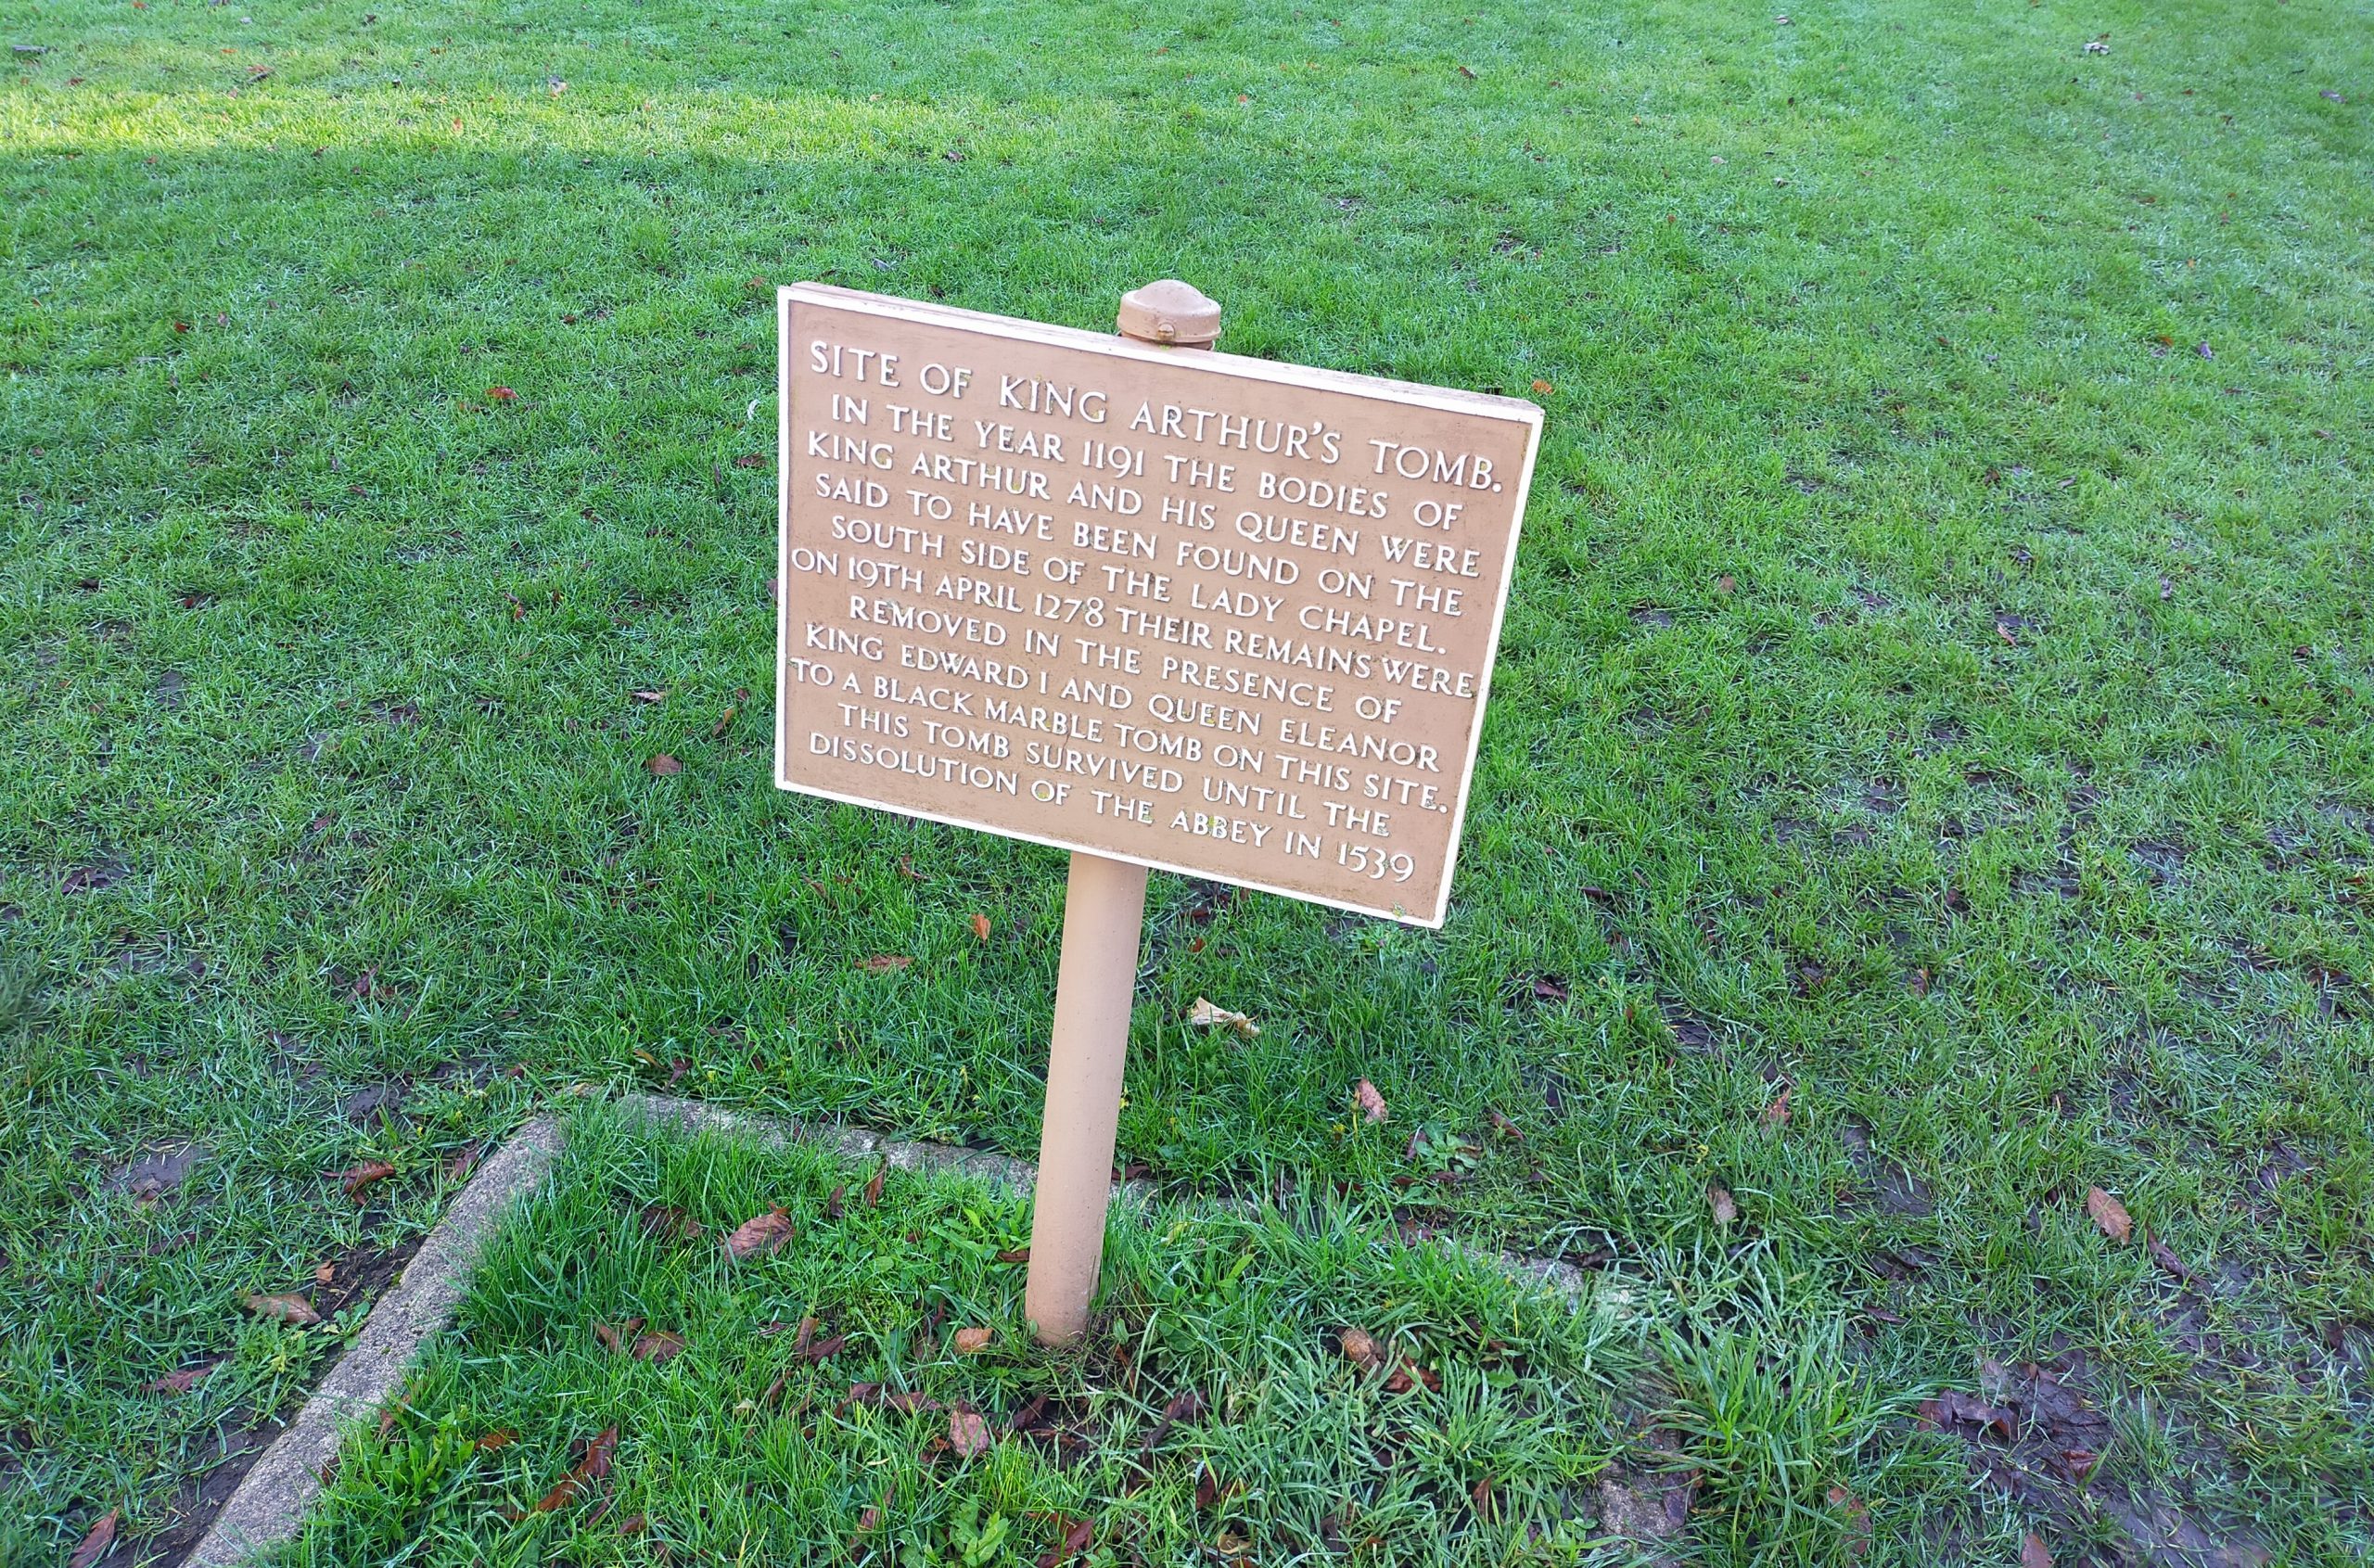 SITE OF KING ARTHUR'S TOMB.
IN THE YEAR 1191 THE BODIES OF
KING ARTHUR AND HIS QUEEN WERE
SAID TO HAVE BEEN FOUND ON THE
SOUTH SIDE OF THE LADY CHAPEL.
ON 19TH APRIL 1278 THEIR REMAINS WERE
REMOVED IN THE PRESENCE OF
KING EDWARD I AND QUEEN ELEANOR
TO A BLACK MARBLE TOMB ON THIS SITE.
THIS TOMB SURVIVED UNTIL THE
DISSOLUTION OF THE ABBEY IN 1539